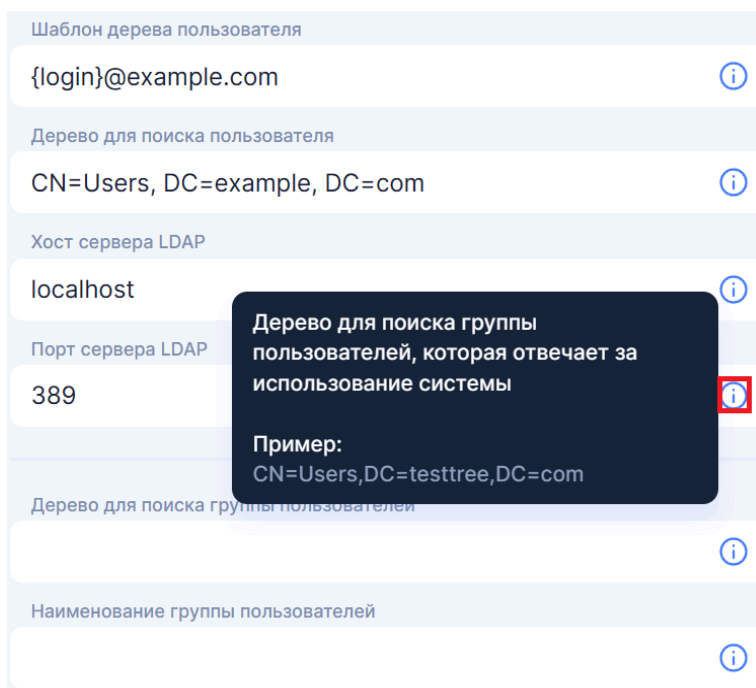 Шаблон дерева пользователя
{login}@example.com
Дерево для поиска пользователя
CN=Users, DC=example, DC=com
Хост сервера LDAP
localhost
Порт сервера LDAP
389
Дерево для поиска группы
пользователей, которая отвечает за
использование системы
Пример:
CN=Users,DC=testtree,DC=com
Дерево для поиска группы пользователей
Наименование группы пользователей